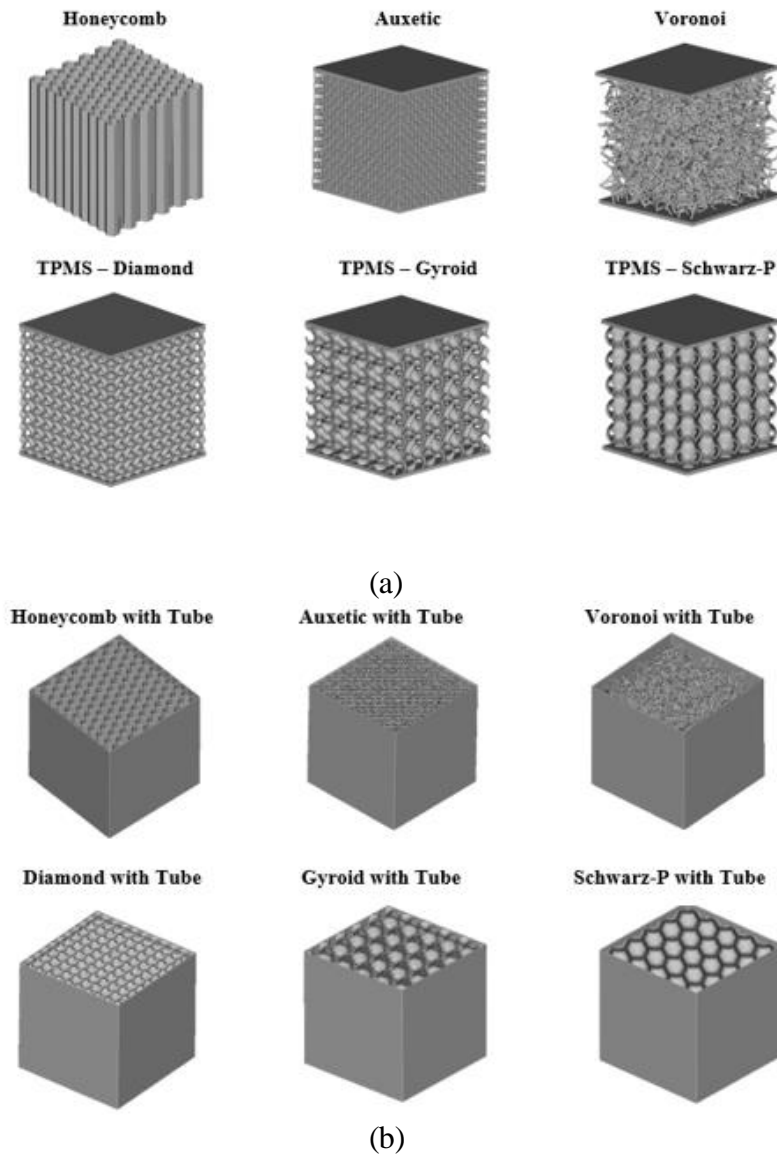 Honeycomb
Auxetic
Voronoi
TPMS – Diamond
TPMS – Gyroid
TPMS – Schwarz-P
(a)
Honeycomb with Tube
Auxetic with Tube
Voronoi with Tube
Diamond with Tube
Gyroid with Tube
Schwarz-P with Tube
(b)